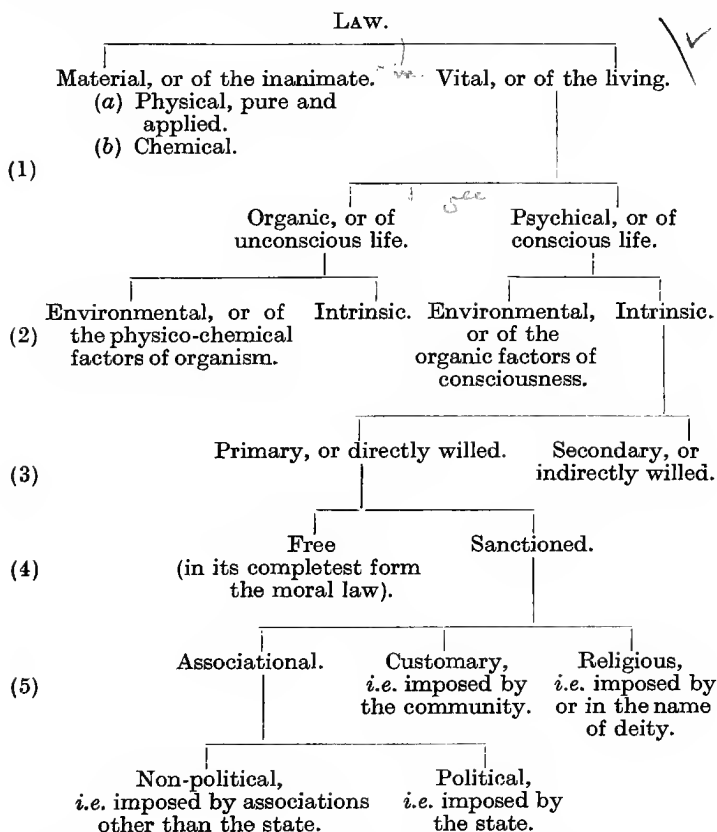 LAW.
Material, or of the inanimate. Vital, or of the living.
(a) Physical, pure and
applied.
(b) Chemical.
(1)
Organic, or of Psychical, or of
unconscious life. conscious life.
Environmental, or of Intrinsic. Environmental, Intrinsic.
(2) the physico-chemical or of the
factors of organism. organic factors of
consciousness.
Primary, or directly willed. Secondary, or
(3) indirectly willed.
Free Sanctioned.
(4) (in its completest form
the moral law).
Associational. Customary, Religious,
(5) i.e. imposed by i.e. imposed by
the community. or in the name
of deity.
Non-political, Political,
i.e. imposed by associations i.e. imposed by
other than the state. the state.